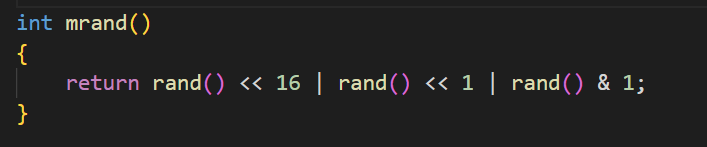 int mrand()
{
    return rand() << 16 | rand() << 1 | rand() & 1;
}